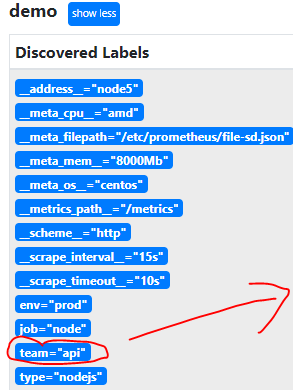 demo show less
Discovered Labels
__address__="node5"
__meta_cpu__="amd"
__meta_filepath="/etc/prometheus/file-sd.json"
__meta_mem__="8000Mb"
__meta_os__="centos"
__metrics_path__="/metrics"
__scheme__="http"
__scrape_interval__="15s"
__scrape_timeout__="10s"
env="prod"
job="node"
team="api"
type="nodejs"